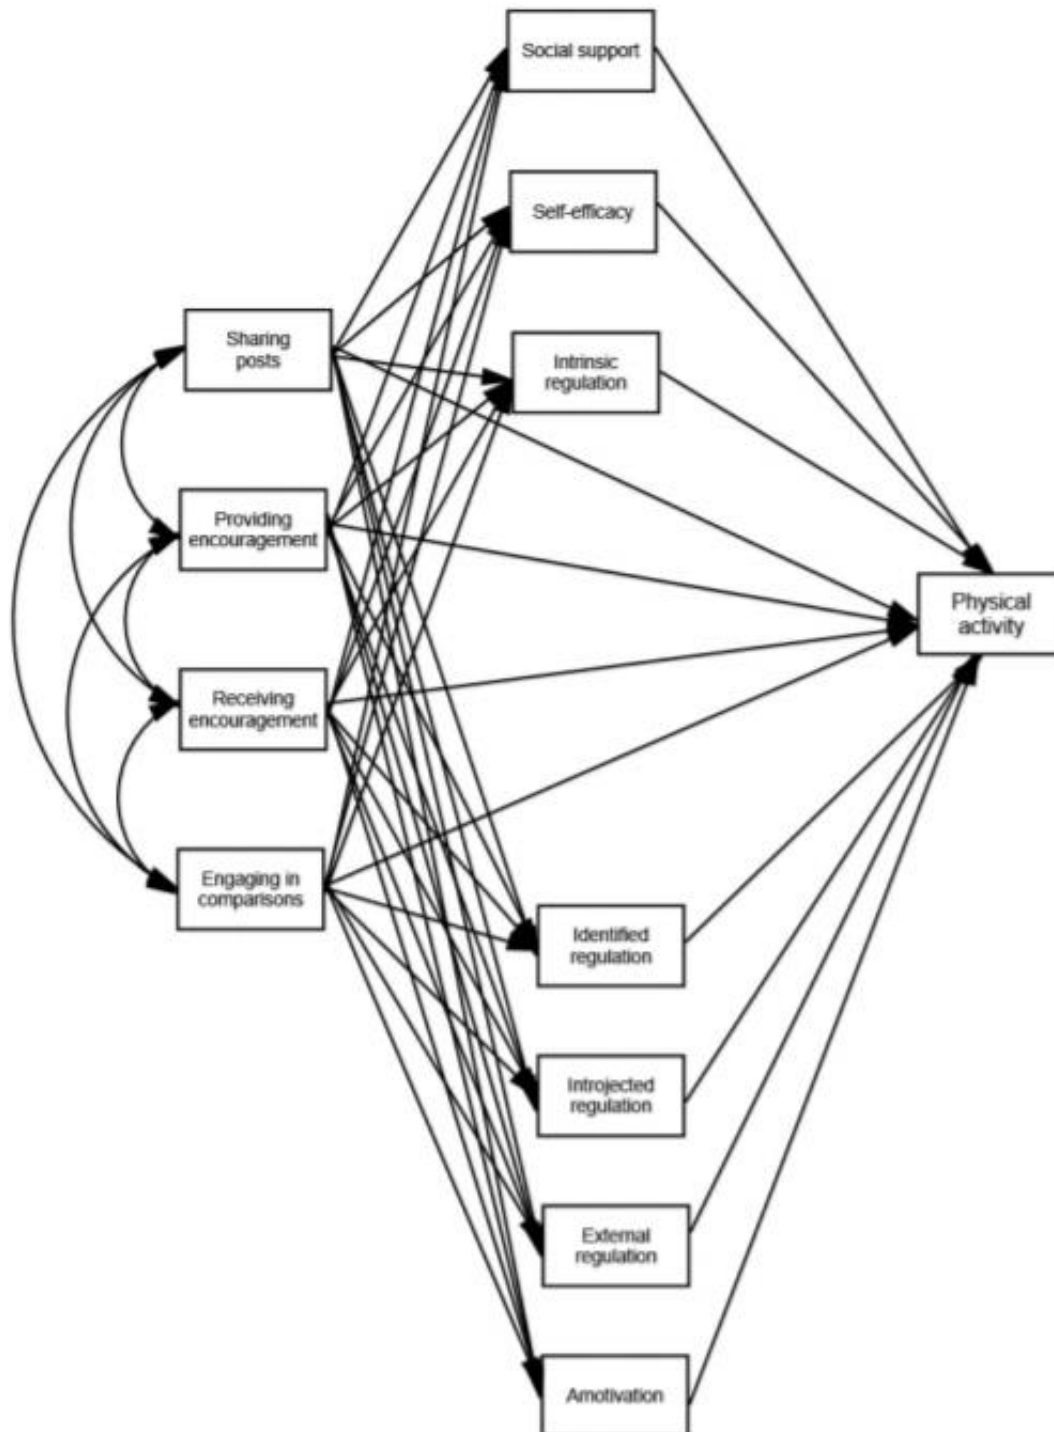 Social support
Self-efficacy
Intrinsic
regulation
Sharing
posts
Providing
encouragement
Receiving
encouragement
Engaging in
comparisons
Physical
activity
Identified
regulation
Introjected
regulation
External
regulation
Amotivation